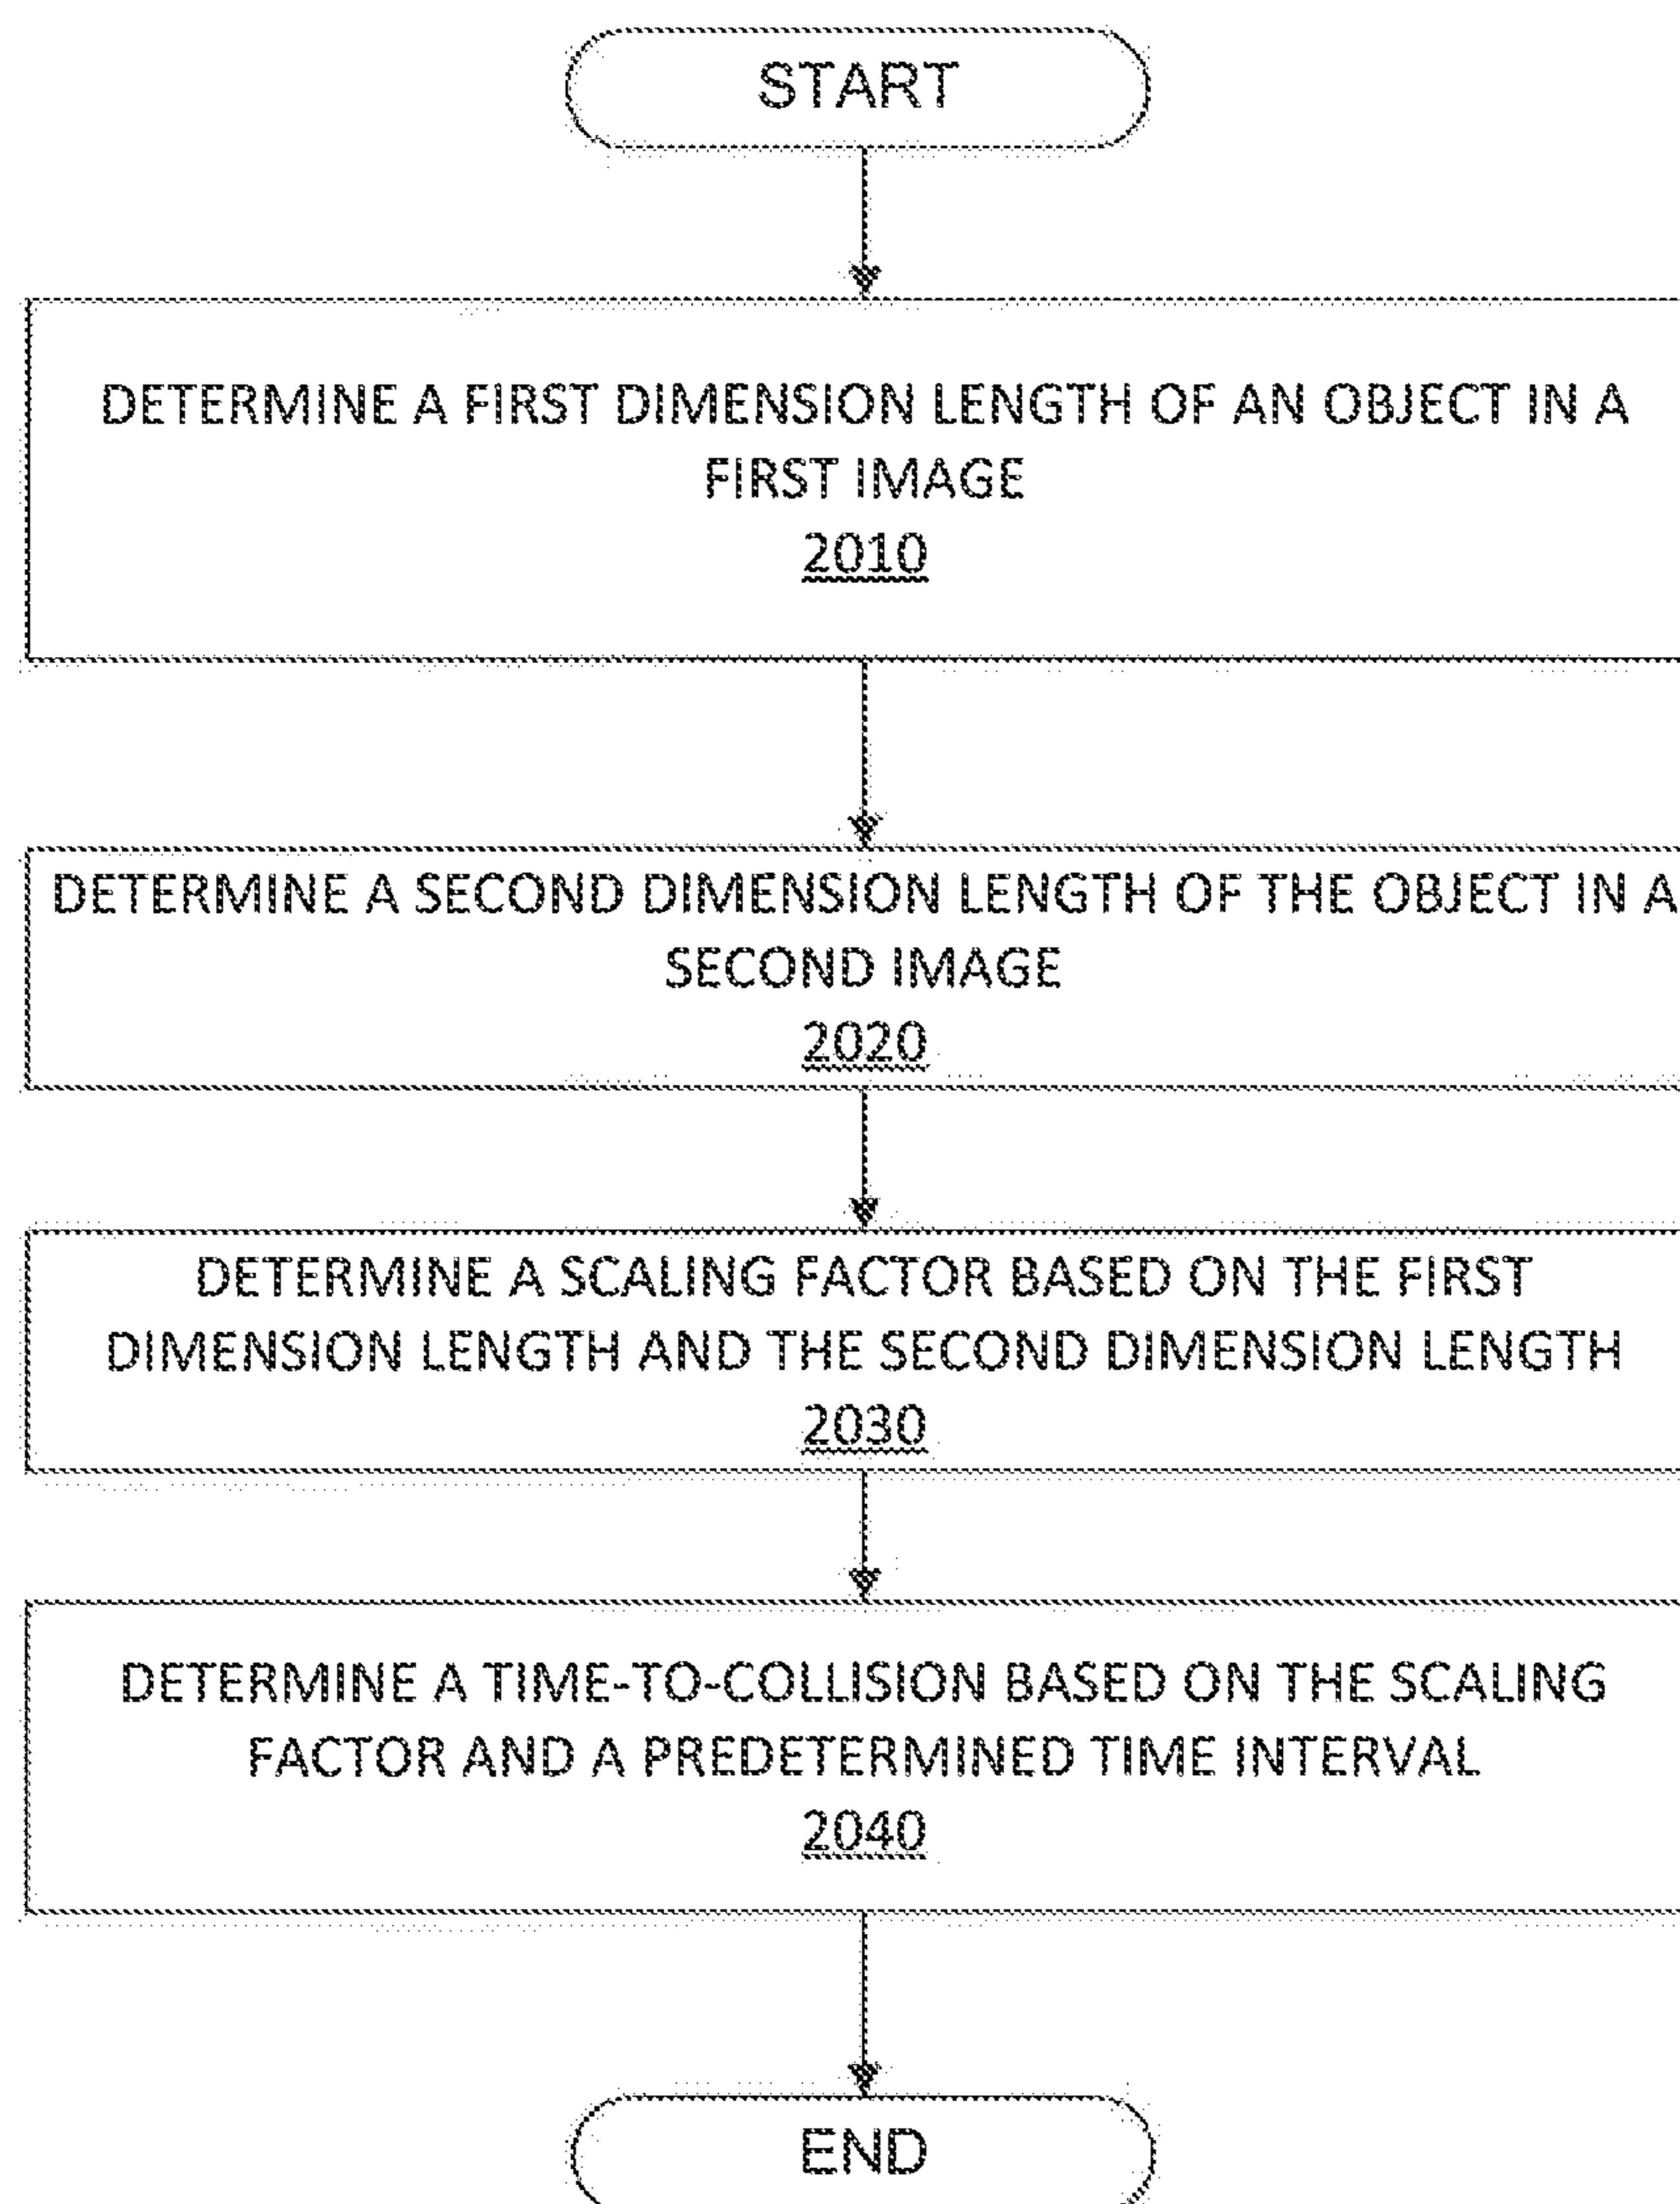 START
DETERMINE A FIRST DIMENSION LENGTH OF AN OBJECT IN A
FIRST IMAGE
2010
DETERMINE A SECOND DIMENSION LENGTH OF THE OBJECT IN A
SECOND IMAGE
2020
DETERMINE A SCALING FACTOR BASED ON THE FIRST
DIMENSION LENGTH AND THE SECOND DIMENSION LENGTH
2030
DETERMINE A TIME-TO-COLLISION BASED ON THE SCALING
FACTOR AND A PREDETERMINED TIME INTERVAL
2040
END